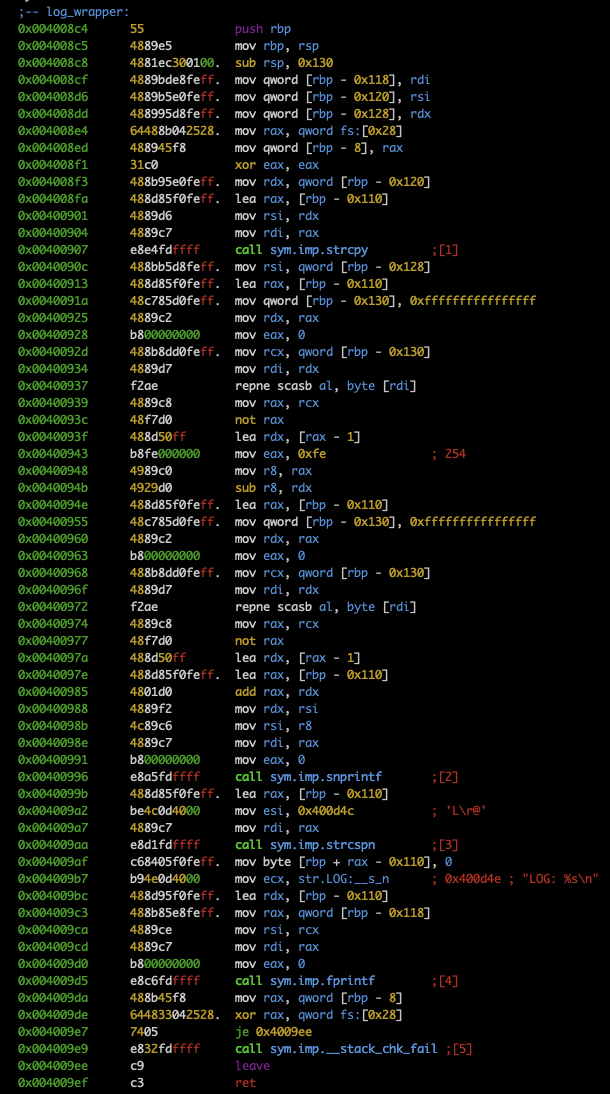 ;-- log_wrapper:
0x004008c4 55 push rbp
0x004008c5 4889e5 mov rbp, rsp
0x004008c8 4881ec300100. sub rsp, 0x130
0x004008cf 4889bde8feff. mov qword [rbp - 0x118], rdi
0x004008d6 4889b5e0feff. mov qword [rbp - 0x120], rsi
0x004008dd 488995d8feff. mov qword [rbp - 0x128], rdx
0x004008e4 64488b042528. mov rax, qword fs:[0x28]
0x004008ed 488945f8 mov qword [rbp - 8], rax
0x004008f1 31c0 xor eax, eax
0x004008f3 488b95e0feff. mov rdx, qword [rbp - 0x120]
0x004008fa 488d85f0feff. lea rax, [rbp - 0x110]
0x00400901 4889d6 mov rsi, rdx
0x00400904 4889c7 mov rdi, rax
0x00400907 e8e4fdffff call sym.imp.strcpy ;[1]
0x0040090c 488bb5d8feff. mov rsi, qword [rbp - 0x128]
0x00400913 488d85f0feff. lea rax, [rbp - 0x110]
0x0040091a 48c785d0feff. mov qword [rbp - 0x130], 0xffffffffffffffff
0x00400925 4889c2 mov rdx, rax
0x00400928 b800000000 mov eax, 0
0x0040092d 488b8dd0feff. mov rcx, qword [rbp - 0x130]
0x00400934 4889d7 mov rdi, rdx
0x00400937 f2ae repne scasb al, byte [rdi]
0x00400939 4889c8 mov rax, rcx
0x0040093c 48f7d0 not rax
0x0040093f 488d50ff lea rdx, [rax - 1]
0x00400943 b8fe000000 mov eax, 0xfe ; 254
0x00400948 4989c0 mov r8, rax
0x0040094b 4929d0 sub r8, rdx
0x0040094e 488d85f0feff. lea rax, [rbp - 0x110]
0x00400955 48c785d0feff. mov qword [rbp - 0x130], 0xffffffffffffffff
0x00400960 4889c2 mov rdx, rax
0x00400963 b800000000 mov eax, 0
0x00400968 488b8dd0feff. mov rcx, qword [rbp - 0x130]
0x0040096f 4889d7 mov rdi, rdx
0x00400972 f2ae repne scasb al, byte [rdi]
0x00400974 4889c8 mov rax, rcx
0x00400977 48f7d0 not rax
0x0040097a 488d50ff lea rdx, [rax - 1]
0x0040097e 488d85f0feff. lea rax, [rbp - 0x110]
0x00400985 4801d0 add rax, rdx
0x00400988 4889f2 mov rdx, rsi
0x0040098b 4c89c6 mov rsi, r8
0x0040098e 4889c7 mov rdi, rax
0x00400991 b800000000 mov eax, 0
0x00400996 e8a5fdffff call sym.imp.snprintf ;[2]
0x0040099b 488d85f0feff. lea rax, [rbp - 0x110]
0x004009a2 be4c0d4000 mov esi, 0x400d4c ; 'L\r@'
0x004009a7 4889c7 mov rdi, rax
0x004009aa e8d1fdffff call sym.imp.strcspn ;[3]
0x004009af c68405f0feff. mov byte [rbp + rax - 0x110], 0
0x004009b7 b94e0d4000 mov ecx, str.LOG:__s_n ; 0x400d4e ; "LOG: %s\n"
0x004009bc 488d95f0feff. lea rdx, [rbp - 0x110]
0x004009c3 488b85e8feff. mov rax, qword [rbp - 0x118]
0x004009ca 4889ce mov rsi, rcx
0x004009cd 4889c7 mov rdi, rax
0x004009d0 b800000000 mov eax, 0
0x004009d5 e8c6fdffff call sym.imp.fprintf ;[4]
0x004009da 488b45f8 mov rax, qword [rbp - 8]
0x004009de 644833042528. xor rax, qword fs:[0x28]
0x004009e7 7405 je 0x4009ee
0x004009e9 e832fdffff call sym.imp.__stack_chk_fail ;[5]
0x004009ee c9 leave
0x004009ef c3 ret